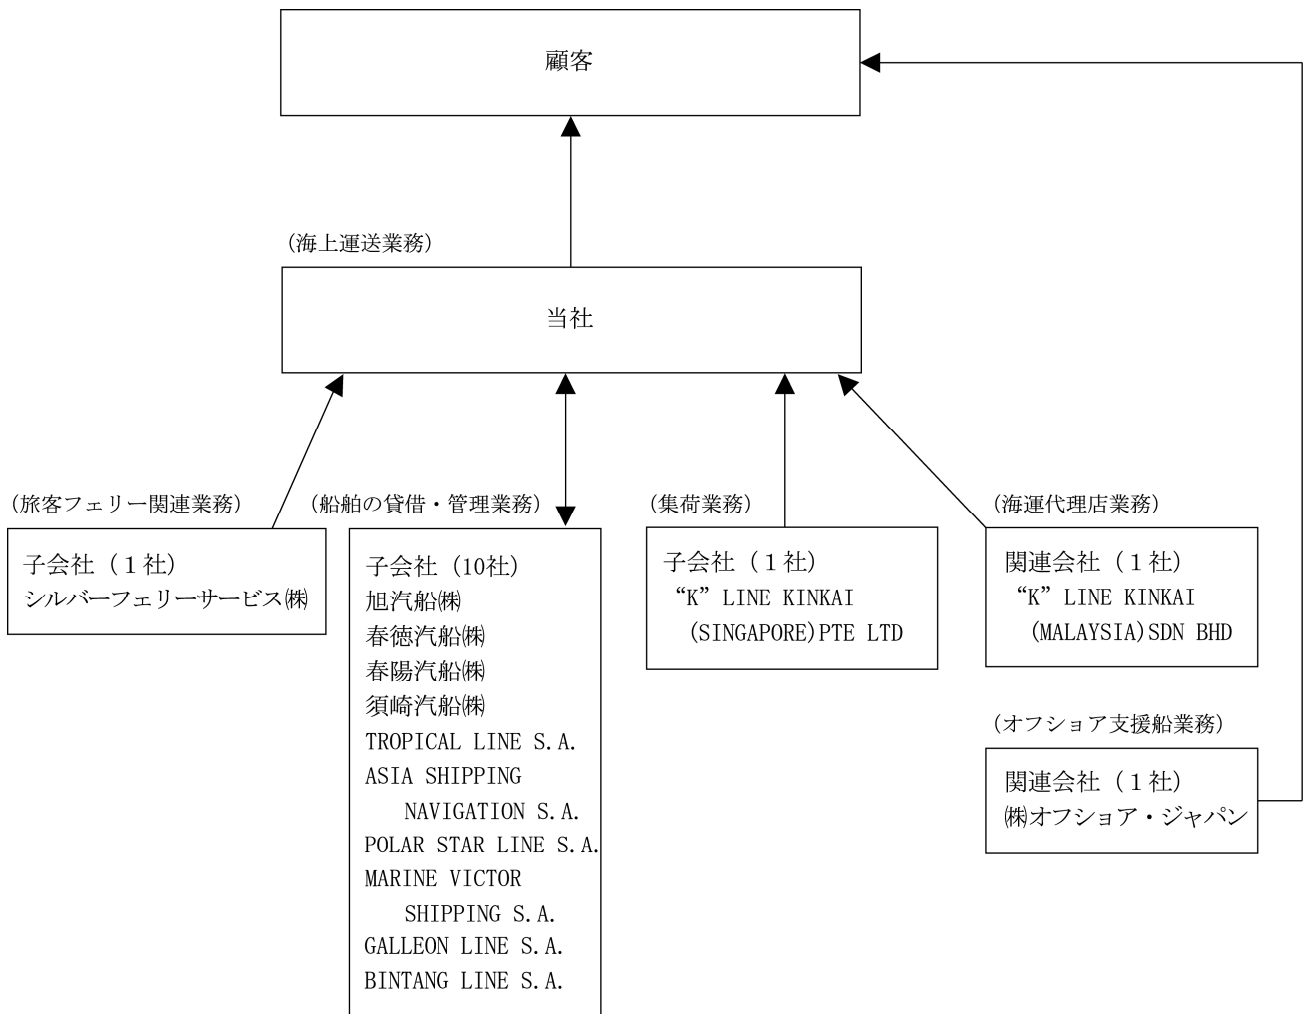 顧客
（海上運送業務）
当社
（旅客フェリー関連業務）
子会社（１社）
シルバーフェリーサービス㈱
（船舶の貸借・管理業務）
子会社（10社）
旭汽船㈱
春徳汽船㈱
春陽汽船㈱
須崎汽船㈱
TROPICAL LINE S.A.
ASIA SHIPPING
NAVIGATION S.A.
POLAR STAR LINE S.A.
MARINE VICTOR
SHIPPING S.A.
GALLEON LINE S.A.
BINTANG LINE S.A.
（集荷業務）
子会社（１社）
“K” LINE KINKAI
(SINGAPORE)PTE LTD
（海運代理店業務）
関連会社（１社）
“K” LINE KINKAI
(MALAYSIA)SDN BHD
（オフショア支援船業務）
関連会社（１社）
㈱オフショア・ジャパン